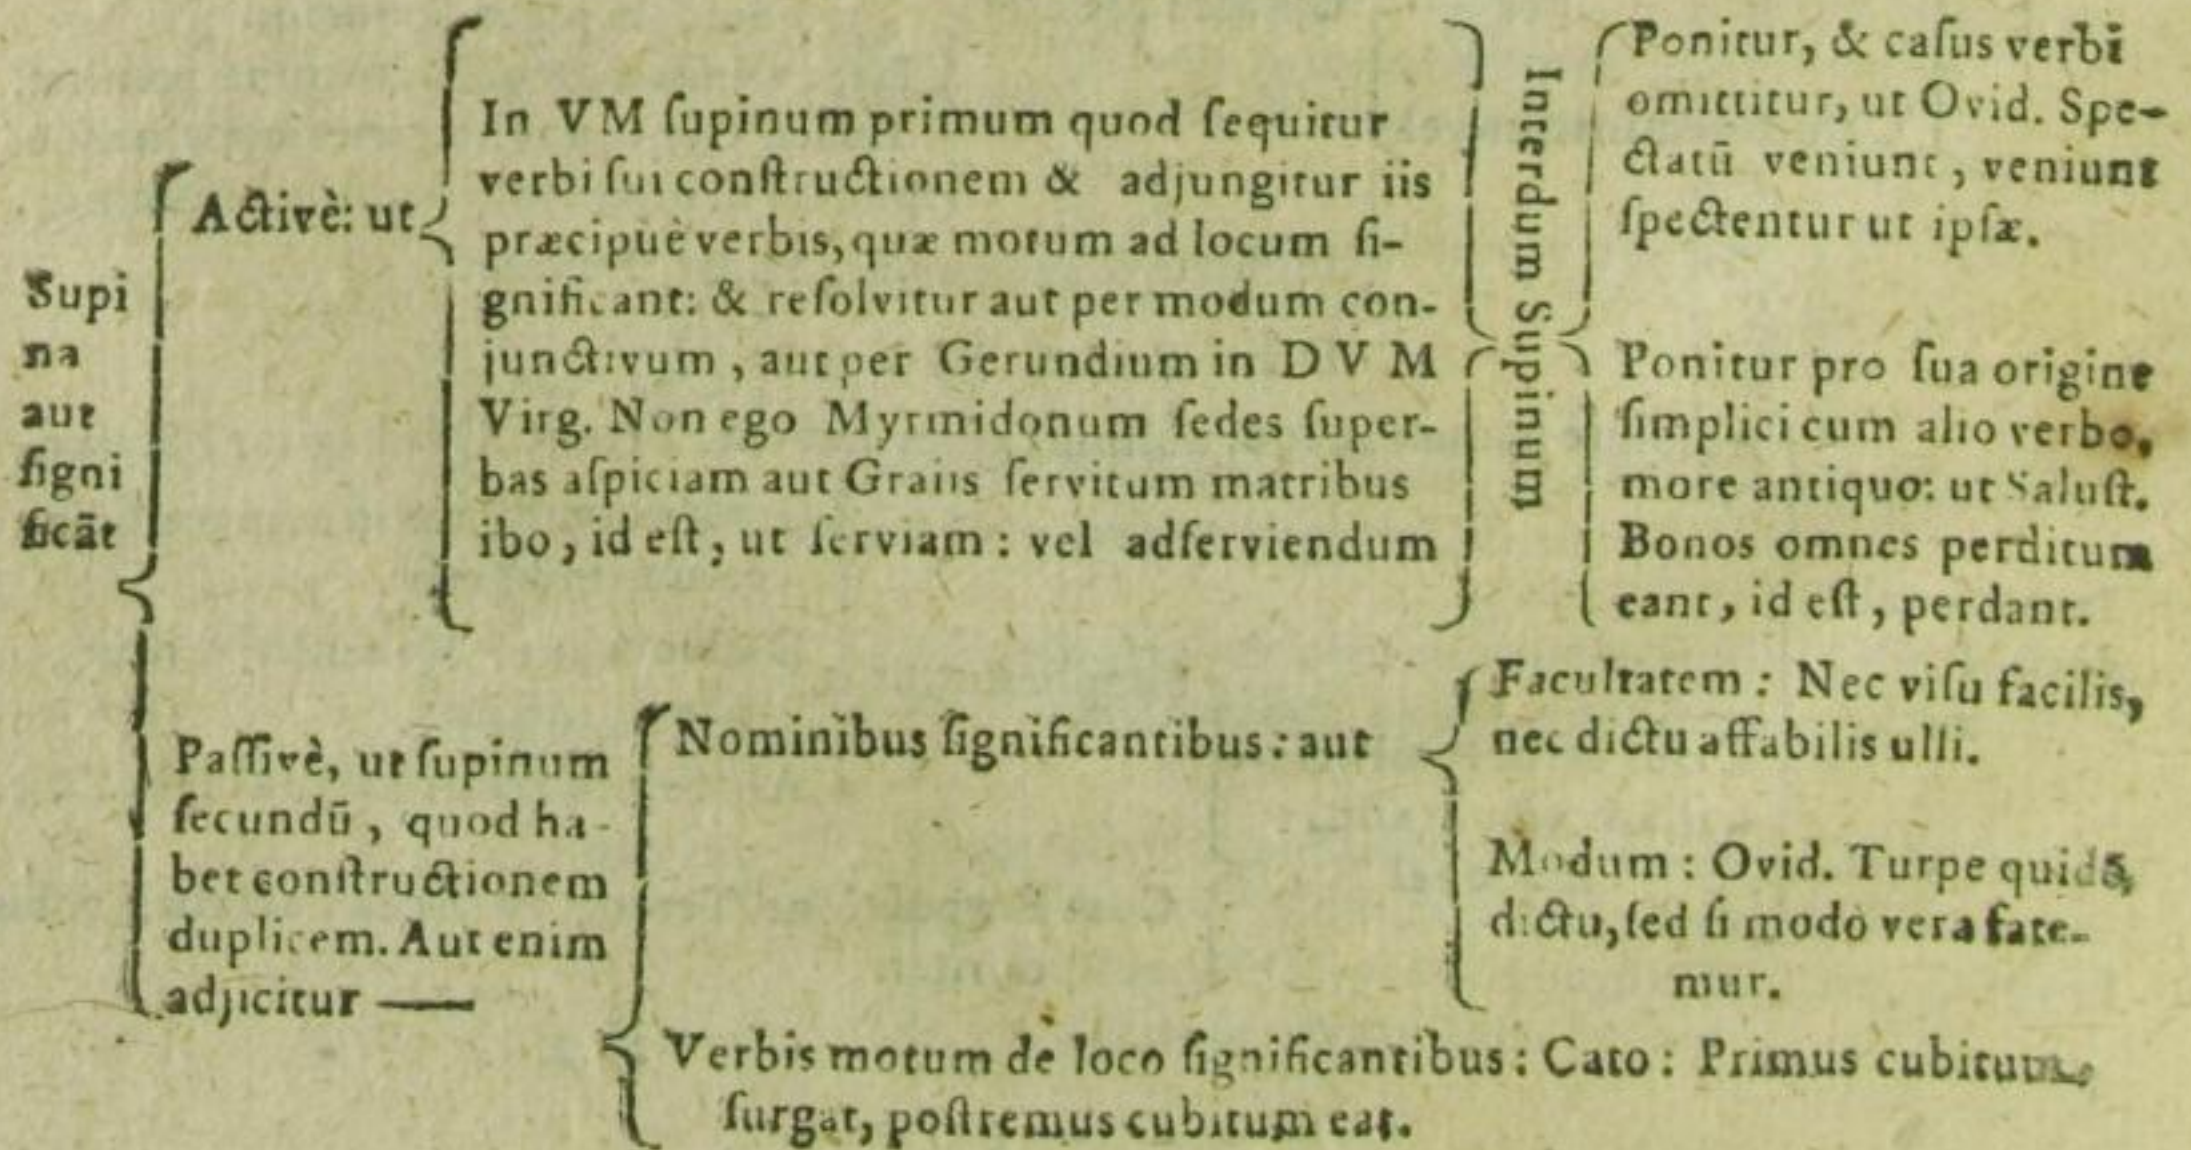 Supi
na
aut
ſigni
ficāt
Activè: ut
In VM ſupinum primum quod ſequitur
verbi ſui conſtructionem & adjungitur iis
præcipuè verbis, quæ motum ad locum ſi-
gnificant: & reſolvitur aut per modum con-
junctivum, aut per Gerundium in DVM
Virg. Non ego Myrmidonum ſedes ſuper-
bas aſpiciam aut Graiis ſervitum matribus
ibo, id eſt, ut ſerviam: vel adſerviendum
Interdum Supinum
Ponitur, & caſus verbi
omittitur, ut Ovid. Spe-
ctatū veniunt, veniunt
ſpectentur ut ipſæ.
Ponitur pro ſua origine
ſimplici cum alio verbo,
more antiquo: ut Saluſt.
Bonos omnes perditum
eant, id eſt, perdant.
Paſſivè, ut ſupinum
ſecundū, quod ha-
bet conſtructionem
duplicem. Aut enim
adjicitur —
Nominibus ſignificantibus: aut
Facultatem: Nec viſu facilis,
nec dictu affabilis ulli.
Modum: Ovid. Turpe
dictu, ſed ſi modo vera fate-
mur.
Verbis motum de loco ſignificantibus: Cato: Primus
ſurgat, poſtremus cubitum eat.